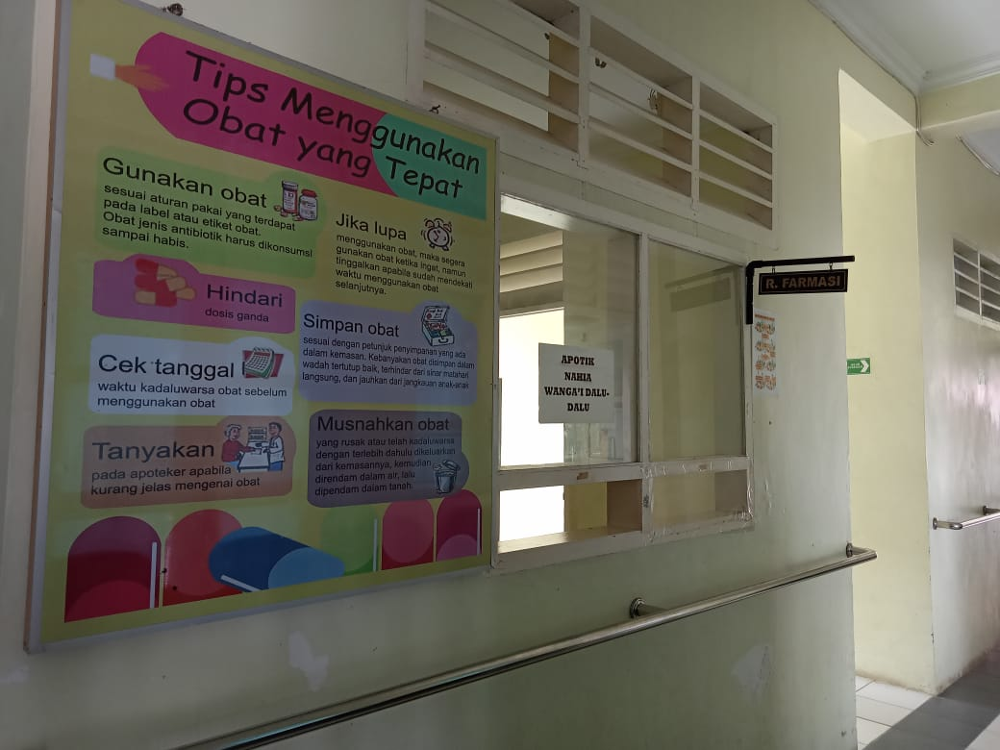 Tips Menggunakan
Obat yang Tepat
Gunakan obat
sesuai aturan pakai yang terdapat
pada label atau etiket obat.
Obat jenis antibiotik harus dikonsumsi
sampai habis.
Jika lupa
menggunakan obat, maka segera
gunakan obat ketika ingat, namun
tinggalkan apabila sudah mendekati
waktu menggunakan obat
selanjutnya.
Hindari
dosis ganda
Simpan obat
sesuai dengan petunjuk penyimpanan yang ada
dalam kemasan. Kebanyakan obat disimpan dalam
wadah tertutup baik, terhindar dari sinar matahari
langsung, dan jauhkan dari jangkauan anak-anak
Cek tanggal
waktu kadaluwarsa obat sebelum
menggunakan obat
Tanyakan
pada apoteker apabila
kurang jelas mengenai obat
Musnahkan obat
yang rusak atau telah kadaluwarsa
dengan terlebih dahulu dikeluarkan
dari kemasannya, kemudian
direndam dalam air, lalu
dipendam dalam tanah.
APOTIK
NAHIA
WANGA'I DALU-
DALU
R. FARMASI